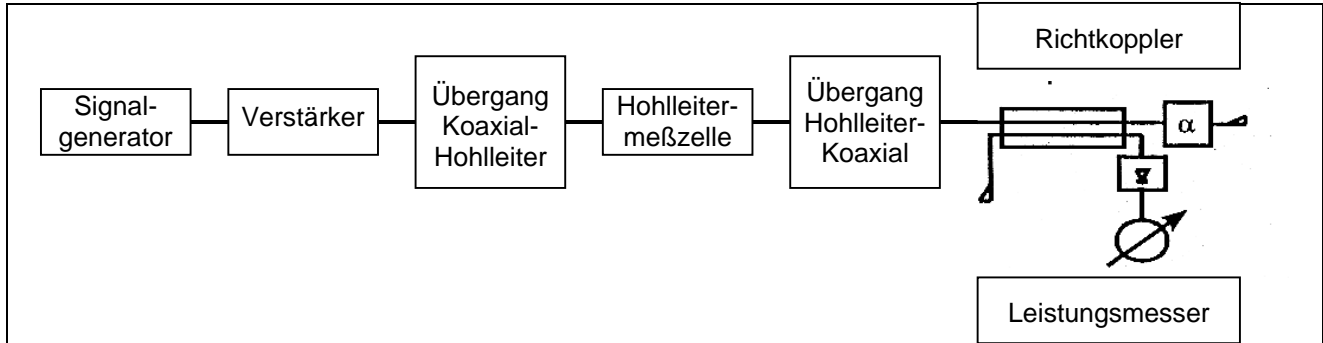 Richtkoppler
Signal-
generator
Verstärker
Übergang
Koaxial-
Hohlleiter
Hohlleiter-
meßzelle
Übergang
Hohlleiter-
Koaxial
α
Leistungsmesser